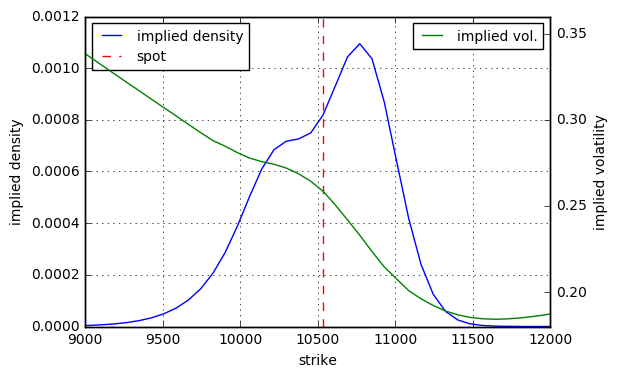 implied density
spot
implied vol.
0.0012
0.0010
0.0008
0.0006
0.0004
0.0002
0.0000
implied density
0.35
0.30
0.25
0.20
implied volatility
9000 9500 10000 10500 11000 11500 12000
strike